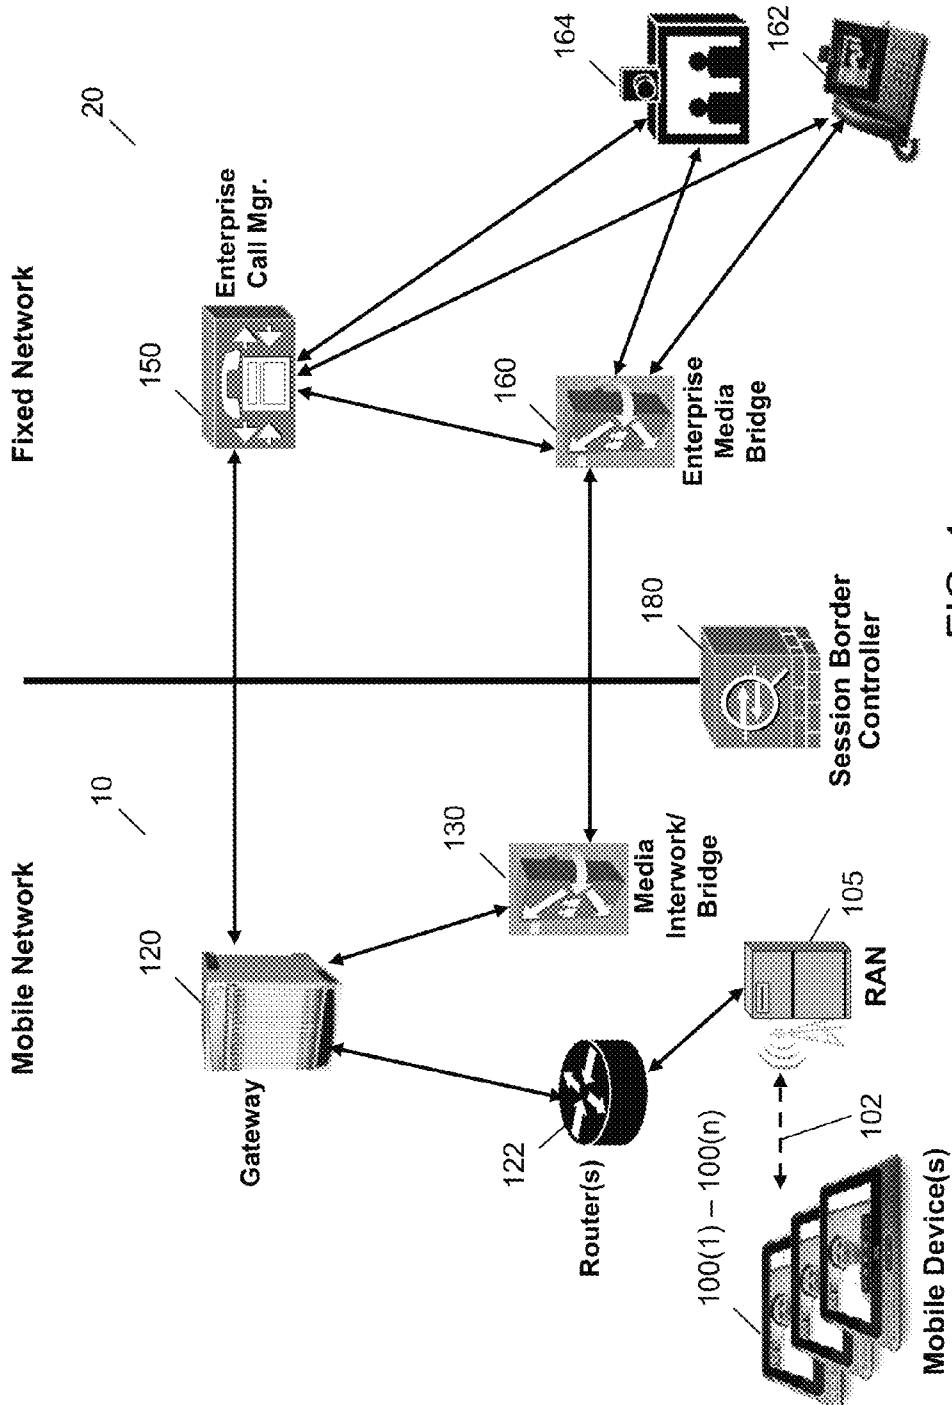 Mobile Network
Fixed Network
10
20
120
Gateway
150
Enterprise
Call Mgr.
130
Media
Interwork/
Bridge
160
Enterprise
Media
Bridge
164
162
122
Router(s)
180
Session Border
Controller
105
RAN
102
100(1) – 100(n)
Mobile Device(s)